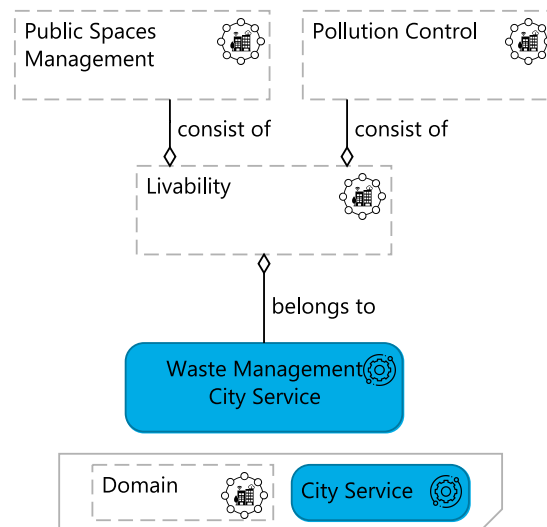 Public Spaces
Management
Pollution Control
consist of
consist of
Livability
belongs to
Waste Management
City Service
Domain
City Service